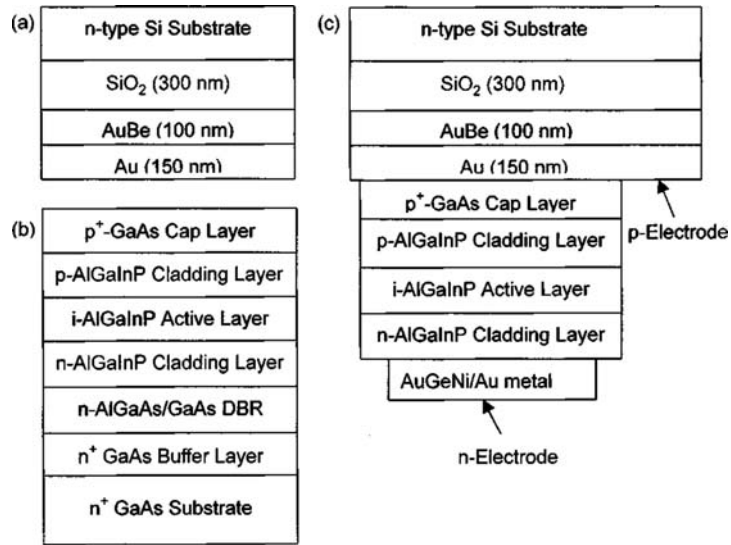 (a)
n-type Si Substrate
SiO₂ (300 nm)
AuBe (100 nm)
Au (150 nm)
(b)
p⁺-GaAs Cap Layer
p-AlGaInP Cladding Layer
i-AlGaInP Active Layer
n-AlGaInP Cladding Layer
n-AlGaAs/GaAs DBR
n⁺ GaAs Buffer Layer
n⁺ GaAs Substrate
(c)
n-type Si Substrate
SiO₂ (300 nm)
AuBe (100 nm)
Au (150 nm)
p⁺-GaAs Cap Layer
p-AlGaInP Cladding Layer
i-AlGaInP Active Layer
n-AlGaInP Cladding Layer
AuGeNi/Au metal
p-Electrode
n-Electrode